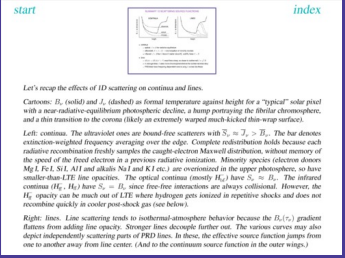 start
index
Let's recap the effects of 1D scattering on continua and lines.
Cartoons: Bν (solid) and Jν (dashed) as formal temperature against height for a "typical" solar pixel
with a near-radiative-equilibrium photospheric decline, a hump portraying the fibrilar chromosphere,
and a thin transition to the corona (likely an extremely warped much-kicked thin-wrap surface).
Left: continua. The ultraviolet ones are bound-free scatterers with S̅ν ≈ J̅ν > B̅ν. The bar denotes
extinction-weighted frequency averaging over the edge. Complete redistribution holds because each
radiative recombination freely samples the caught-electron Maxwell distribution, without memory of
the speed of the freed electron in a previous radiative ionization. Minority species (electron donors
Mg I, Fe I, Si I, Al I and alkalis Na I and K I etc.) are overionized in the upper photosphere, so have
smaller-than-LTE line opacities. The optical continua (mostly H⁻bf) have Sν ≈ Bν. The infrared
continua (H⁻ff, Hff) have Sν = Bν since free-free interactions are always collisional. However, the
opacity can be much out of LTE where hydrogen gets ionized in repetitive shocks and does not
recombine quickly in cooler post-shock gas (see below).
Right: lines. Line scattering tends to isothermal-atmosphere behavior because the Bν(τν) gradient
flattens from adding line opacity. Stronger lines decouple further out. The various curves may also
depict independently scattering parts of PRD lines. In these, the effective source function jumps from
one to another away from line center. (And to the continuum source function in the outer wings.)